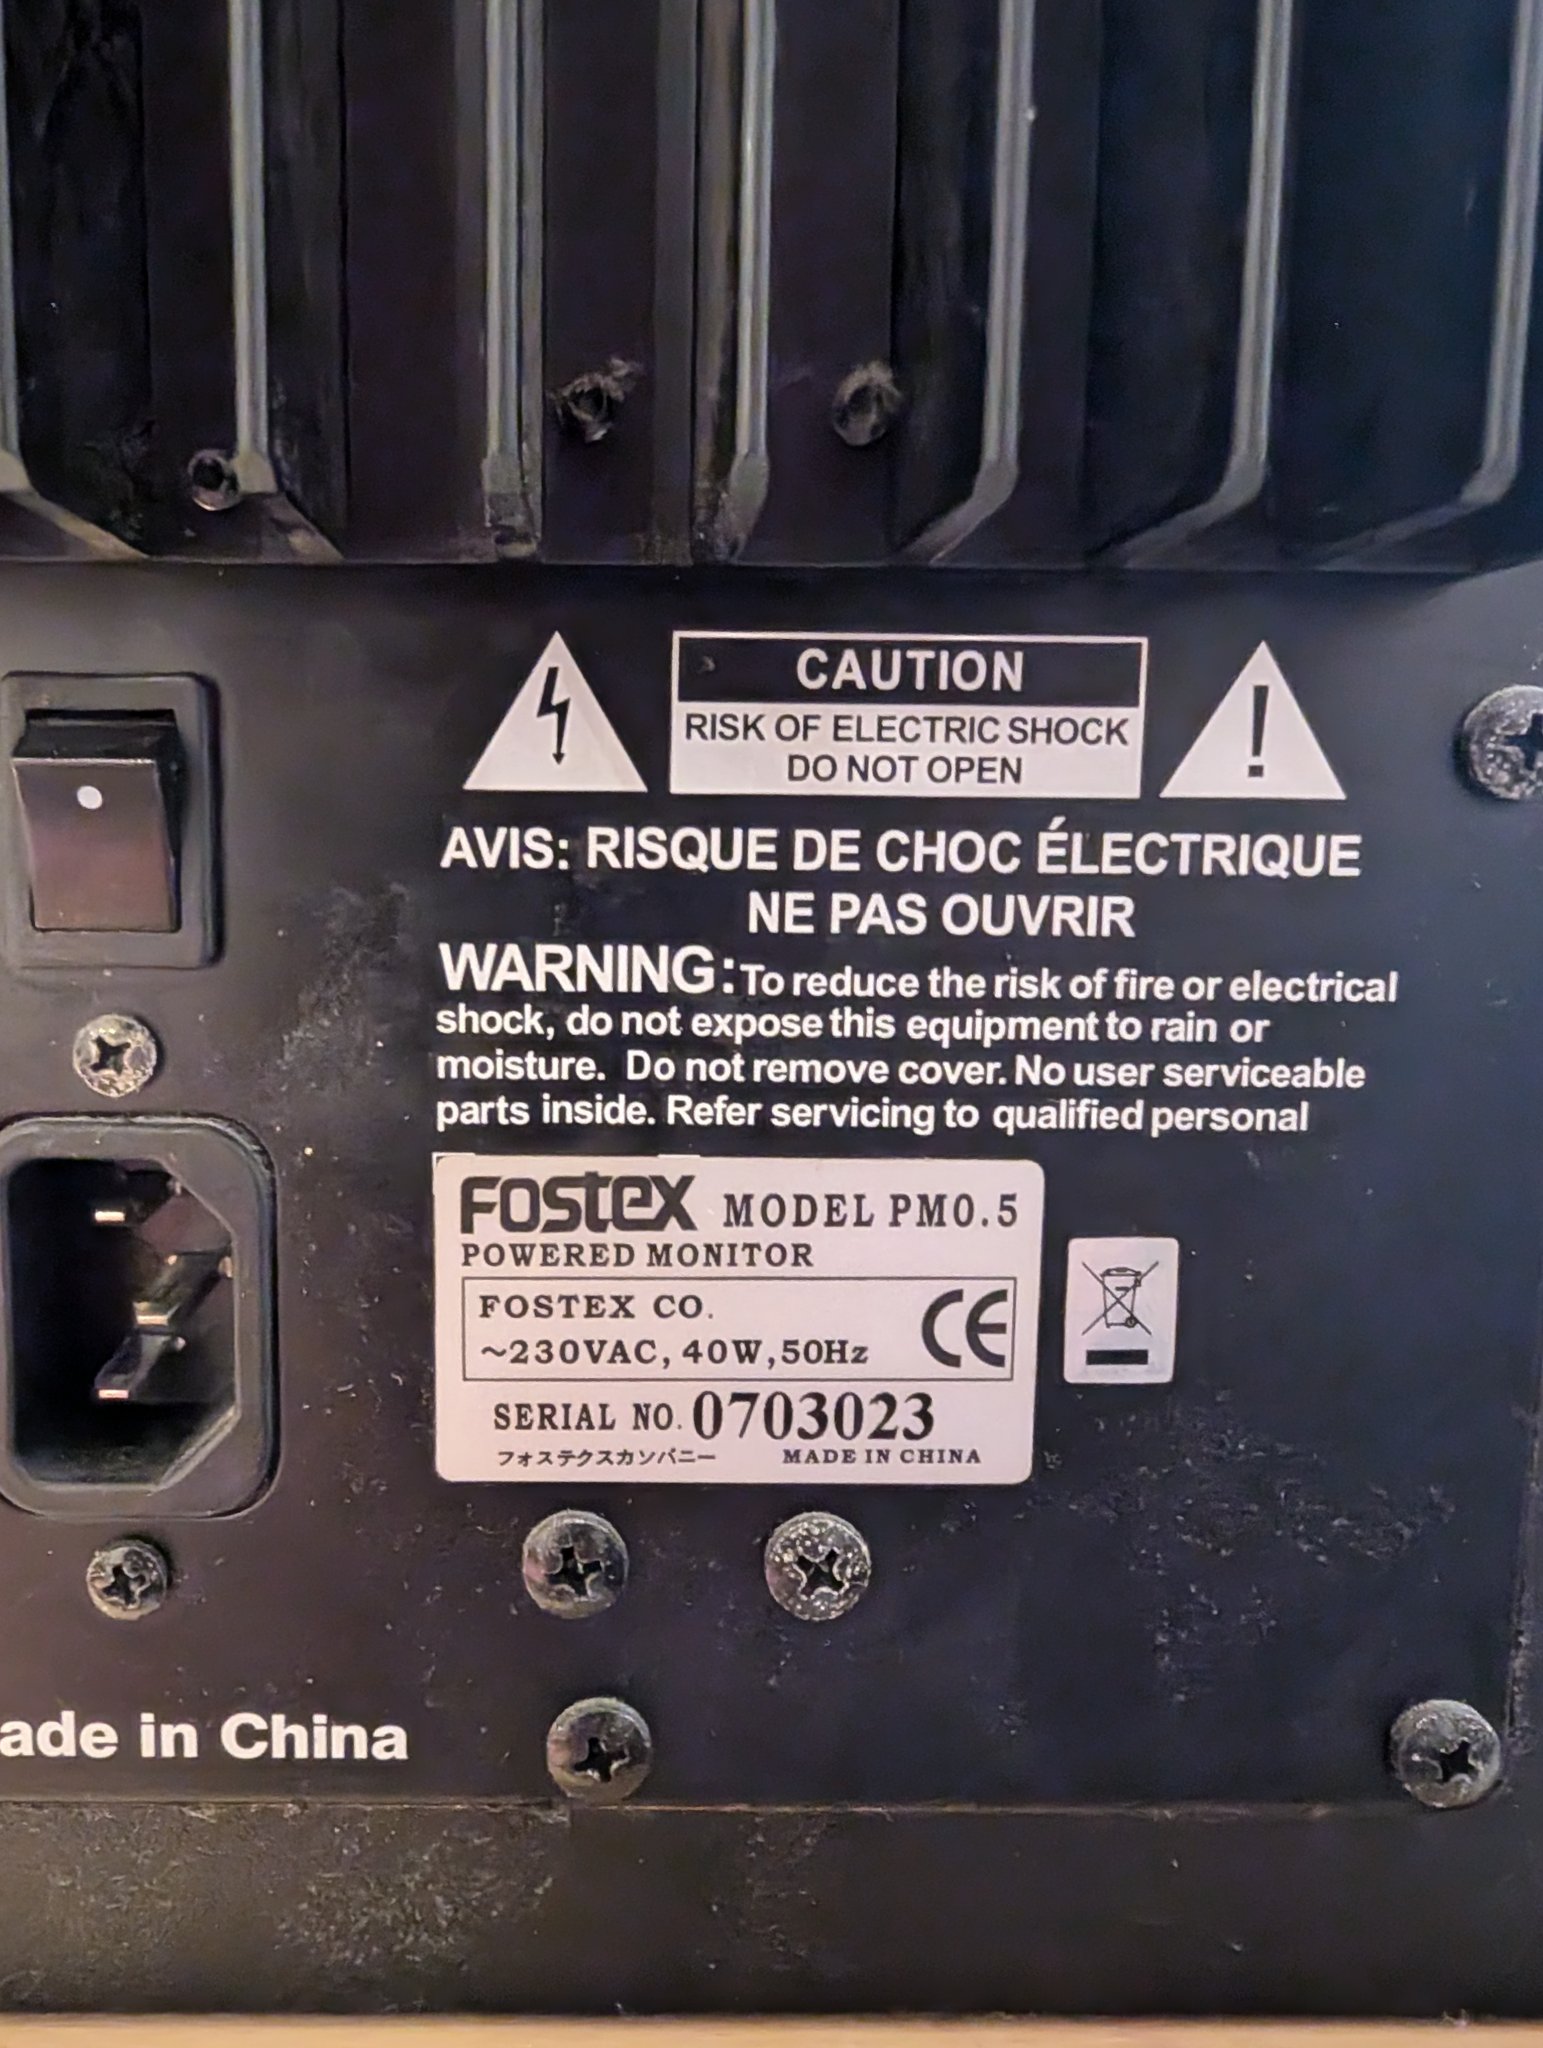 CAUTION
RISK OF ELECTRIC SHOCK
DO NOT OPEN
AVIS: RISQUE DE CHOC ÉLECTRIQUE
NE PAS OUVRIR
WARNING: To reduce the risk of fire or electrical
shock, do not expose this equipment to rain or
moisture. Do not remove cover. No user serviceable
parts inside. Refer servicing to qualified personal
FOSTEX MODEL PM0.5
POWERED MONITOR
FOSTEX CO.
~230VAC, 40W, 50Hz CE
SERIAL NO. 0703023
フォステクスカンパニー MADE IN CHINA
ade in China